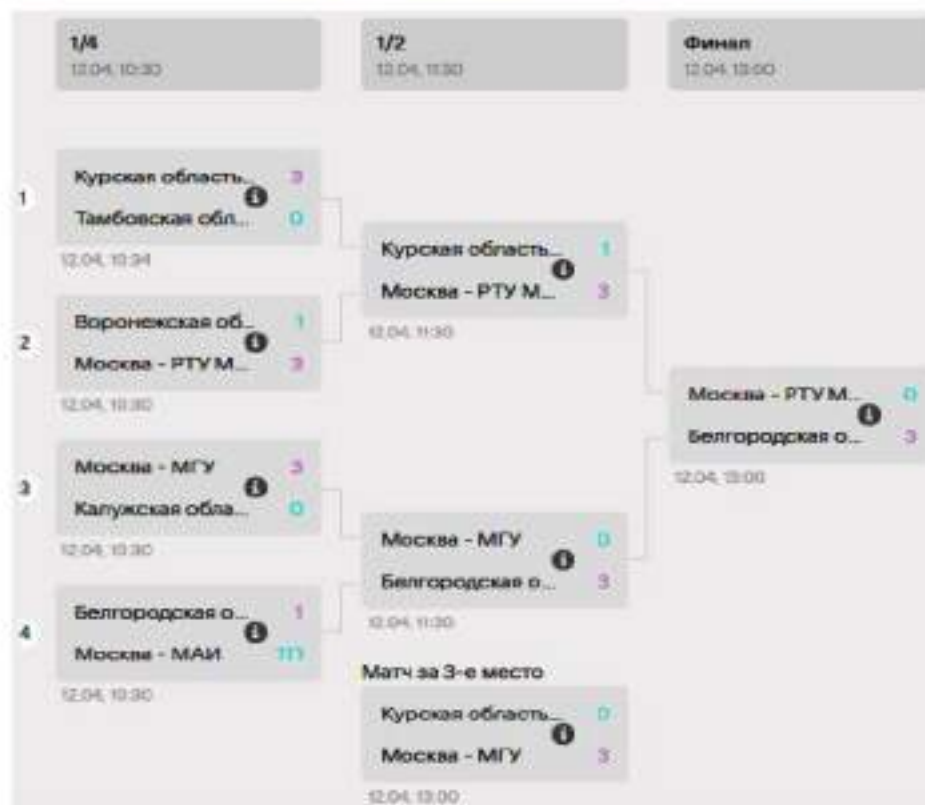 1/4
12.04, 10:30
1/2
12.04, 11:30
Финал
12.04, 13:00
1
Курская область... 3
Тамбовская обл... 0
12.04, 10:34
2
Воронежская об... 1
Москва - РТУ М... 3
12.04, 10:30
3
Москва - МГУ 3
Калужская обла... 0
12.04, 10:30
4
Белгородская о... 1
Москва - МАИ ТП
12.04, 10:30
Курская область... 1
Москва - РТУ М... 3
12.04, 11:30
Москва - МГУ 0
Белгородская о... 3
12.04, 11:30
Матч за 3-е место
Курская область... 0
Москва - МГУ 3
12.04, 13:00
Москва - РТУ М... 0
Белгородская о... 3
12.04, 13:00